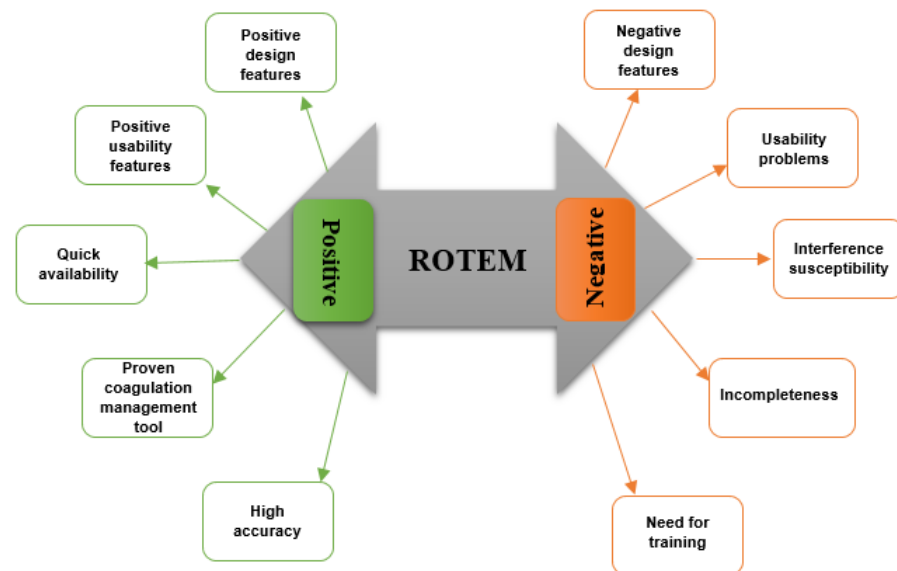 Positive
design
features
Positive
usability
features
Quick
availability
Proven
coagulation
management
tool
High
accuracy
Positive
ROTEM
Negative
Negative
design
features
Usability
problems
Interference
susceptibility
Incompleteness
Need for
training